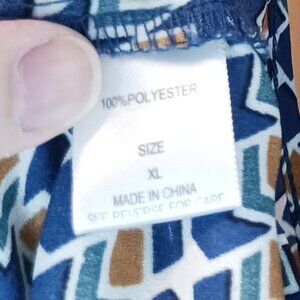 100%POLYESTER
SIZE
XL
MADE IN CHINA
SEE REVERSE FOR CARE